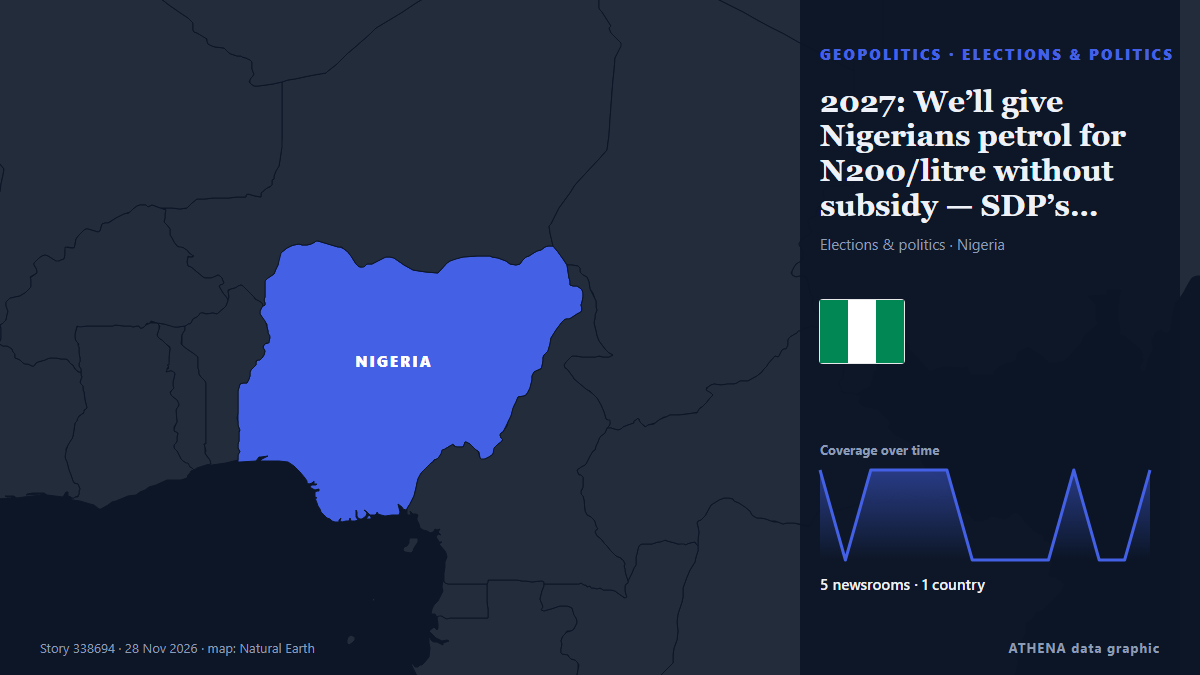 GEOPOLITICS · ELECTIONS & POLITICS
2027: We’ll give
Nigerians petrol for
N200/litre without
subsidy — SDP’s...
Elections & politics · Nigeria
NIGERIA
Coverage over time
5 newsrooms · 1 country
Story 338694 · 28 Nov 2026 · map: Natural Earth
ATHENA data graphic